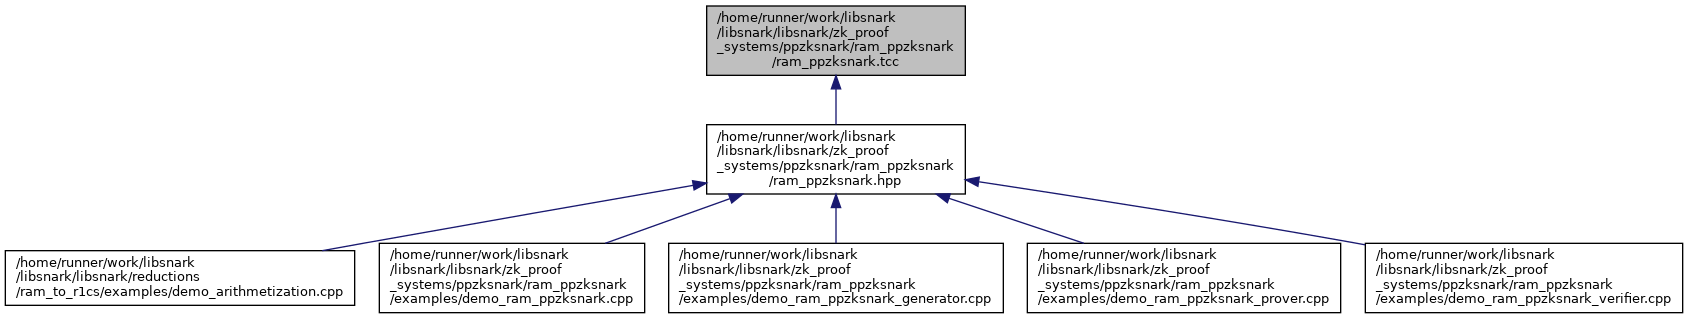 /home/runner/work/libsnark
/libsnark/libsnark/zk_proof
_systems/ppzksnark/ram_ppzksnark
/ram_ppzksnark.tcc
/home/runner/work/libsnark
/libsnark/libsnark/zk_proof
_systems/ppzksnark/ram_ppzksnark
/ram_ppzksnark.hpp
/home/runner/work/libsnark
/libsnark/libsnark/reductions
/ram_to_r1cs/examples/demo_arithmetization.cpp
/home/runner/work/libsnark
/libsnark/libsnark/zk_proof
_systems/ppzksnark/ram_ppzksnark
/examples/demo_ram_ppzksnark.cpp
/home/runner/work/libsnark
/libsnark/libsnark/zk_proof
_systems/ppzksnark/ram_ppzksnark
/examples/demo_ram_ppzksnark_generator.cpp
/home/runner/work/libsnark
/libsnark/libsnark/zk_proof
_systems/ppzksnark/ram_ppzksnark
/examples/demo_ram_ppzksnark_prover.cpp
/home/runner/work/libsnark
/libsnark/libsnark/zk_proof
_systems/ppzksnark/ram_ppzksnark
/examples/demo_ram_ppzksnark_verifier.cpp